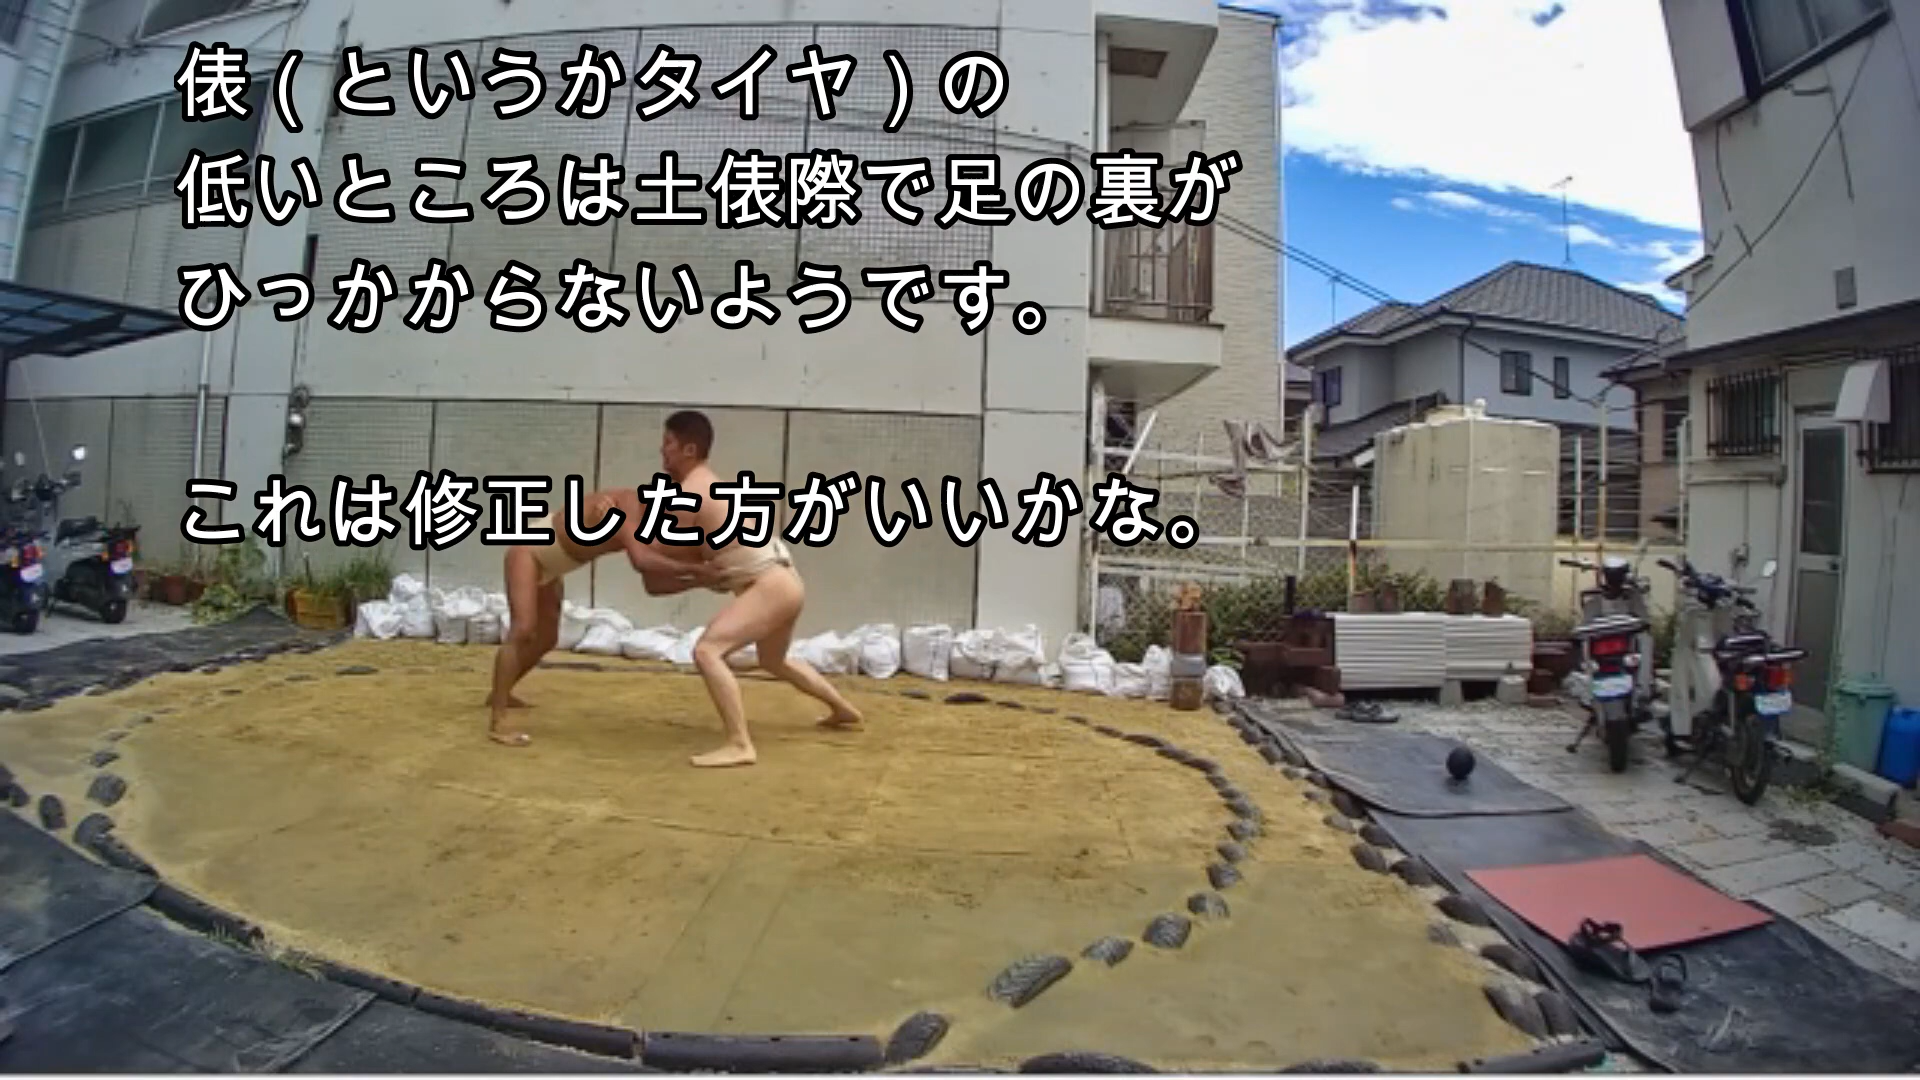 俵(というかタイヤ)の
低いところは土俵際で足の裏が
ひっかからないようです。
これは修正した方がいいかな。